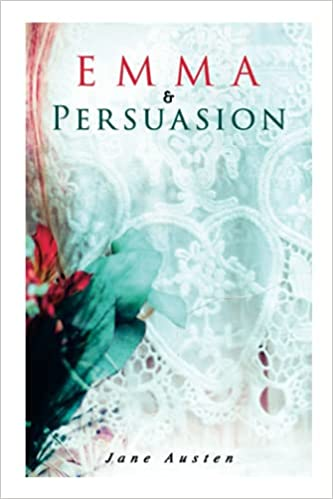 EMMA
&
PERSUASION
Jane Austen